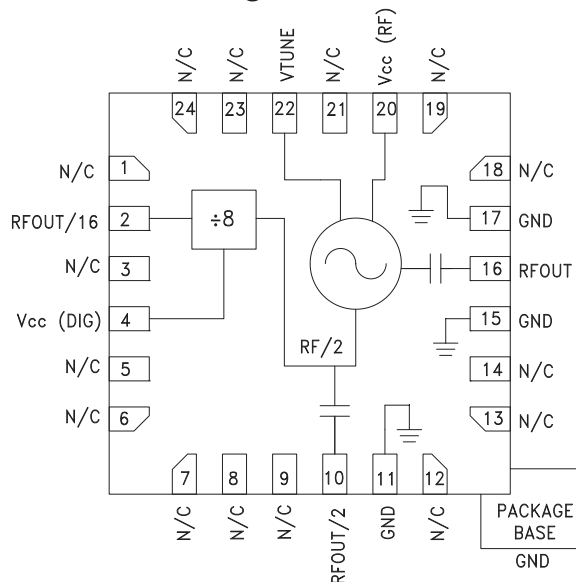 N/C
N/C
VTUNE
N/C
Vcc (RF)
N/C
24
23
22
21
20
19
N/C 1
18 N/C
RFOUT/16 2
÷8
17 GND
N/C 3
16 RFOUT
Vcc (DIG) 4
15 GND
RF/2
N/C 5
14 N/C
N/C 6
13 N/C
7
8
9
10
11
12
N/C
N/C
N/C
RFOUT/2
GND
N/C
PACKAGE
BASE
GND